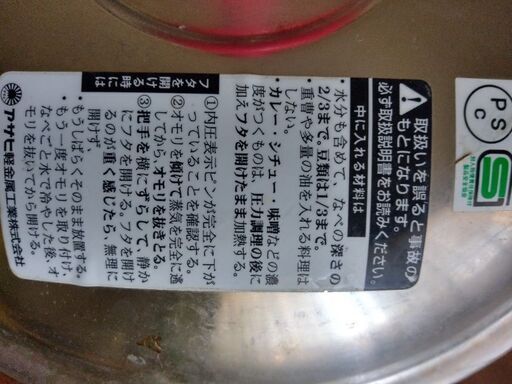 取扱いを誤ると事故の
もとになります。
必ず取扱説明書をお読みください。
中に入れる材料は
・水分も含めて、なべの深さの
2/3まで。豆類は1/3まで。
・重曹や多量の油を入れる料理は
しない。
・カレー・シチュー・味噌などの濃
度がつくものは、圧力調理の後に
加えフタを開けたまま加熱する。
フタを開ける時には
①内圧表示ピンが完全に下が
っていることを確認する。
②オモリを傾けて蒸気を完全に逃
してから、オモリを抜きとる。
③把手を横にずらして、静か
にフタを開ける。フタを開け
るのが重く感じたら、無理に
開けず、
・もうしばらくそのまま放置する。
・もう一度オモリを取り付け、
なべごと水で冷やした後、オ
モリを抜いてから開ける。
アサヒ軽金属工業株式会社
PSC
SG